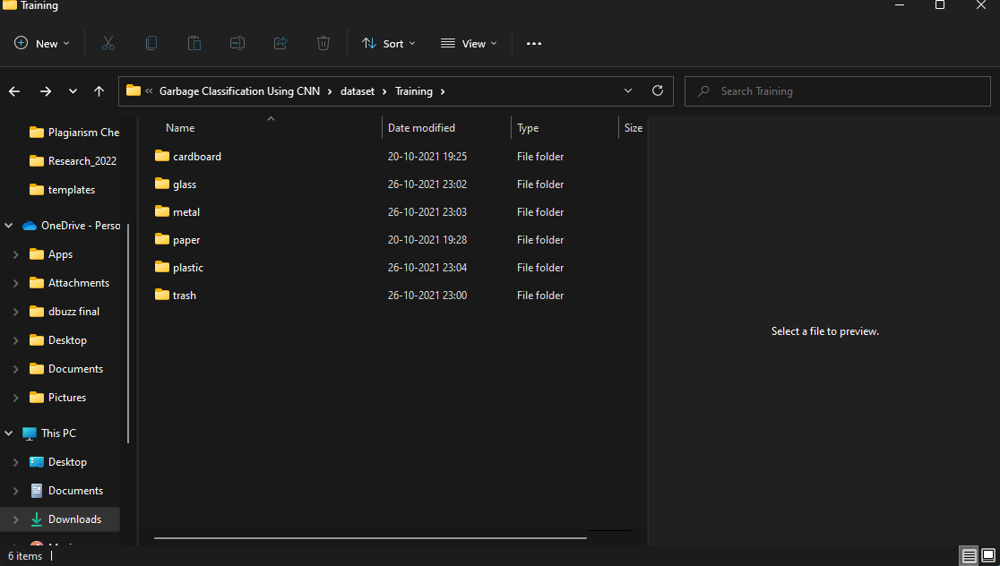 Training
New
Sort
View
Garbage Classification Using CNN
dataset
Training
Search Training
Plagiarism Che
Research_2022
templates
OneDrive - Perso
Apps
Attachments
dbuzz final
Desktop
Documents
Pictures
This PC
Desktop
Documents
Downloads
Name Date modified Type Size
cardboard 20-10-2021 19:25 File folder
glass 26-10-2021 23:02 File folder
metal 26-10-2021 23:03 File folder
paper 20-10-2021 19:28 File folder
plastic 26-10-2021 23:04 File folder
trash 26-10-2021 23:00 File folder
Select a file to preview.
6 items